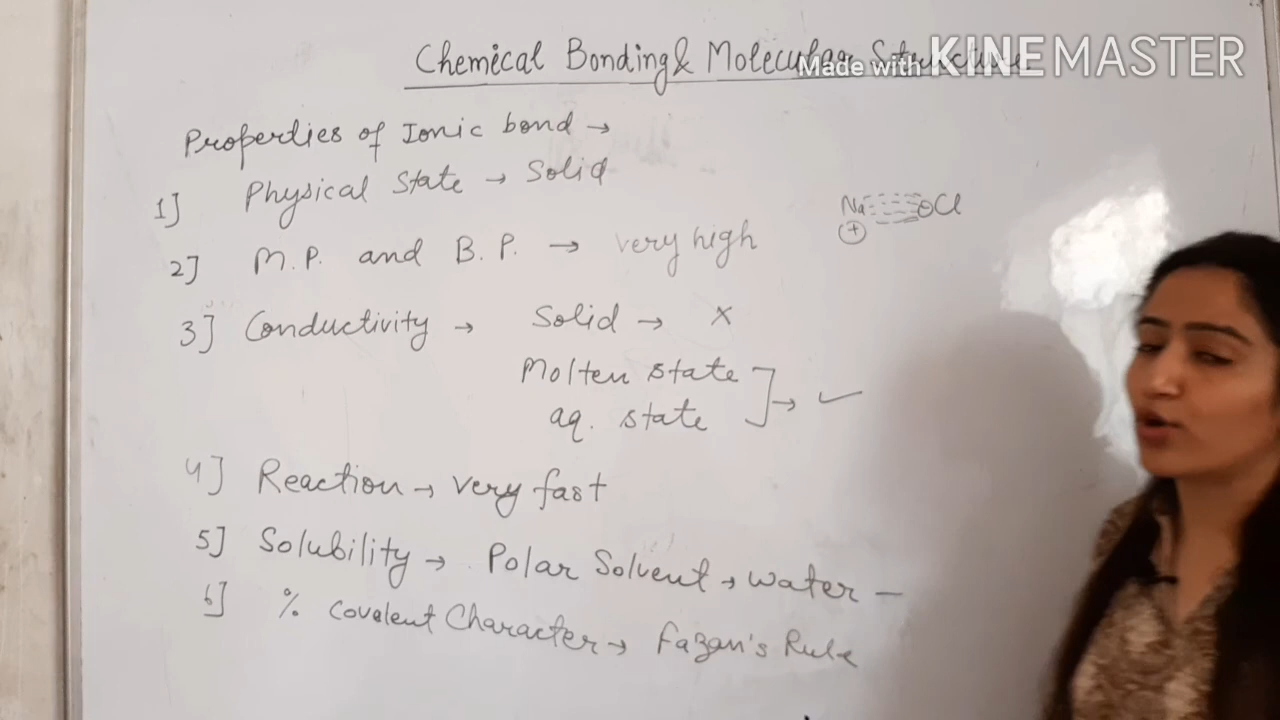 Chemical Bonding & Molecular Structure
Made with KINEMASTER
Properties of Ionic bond →
1] Physical State → Solid
Na ⊖Cl
⊕
2] M.P. and B.P. → very high
3] Conductivity → Solid → ×
Molten state
aq. state ] → ✓
4] Reaction → very fast
5] Solubility → Polar Solvent → water –
6] % Covalent Character → Fazan's Rule